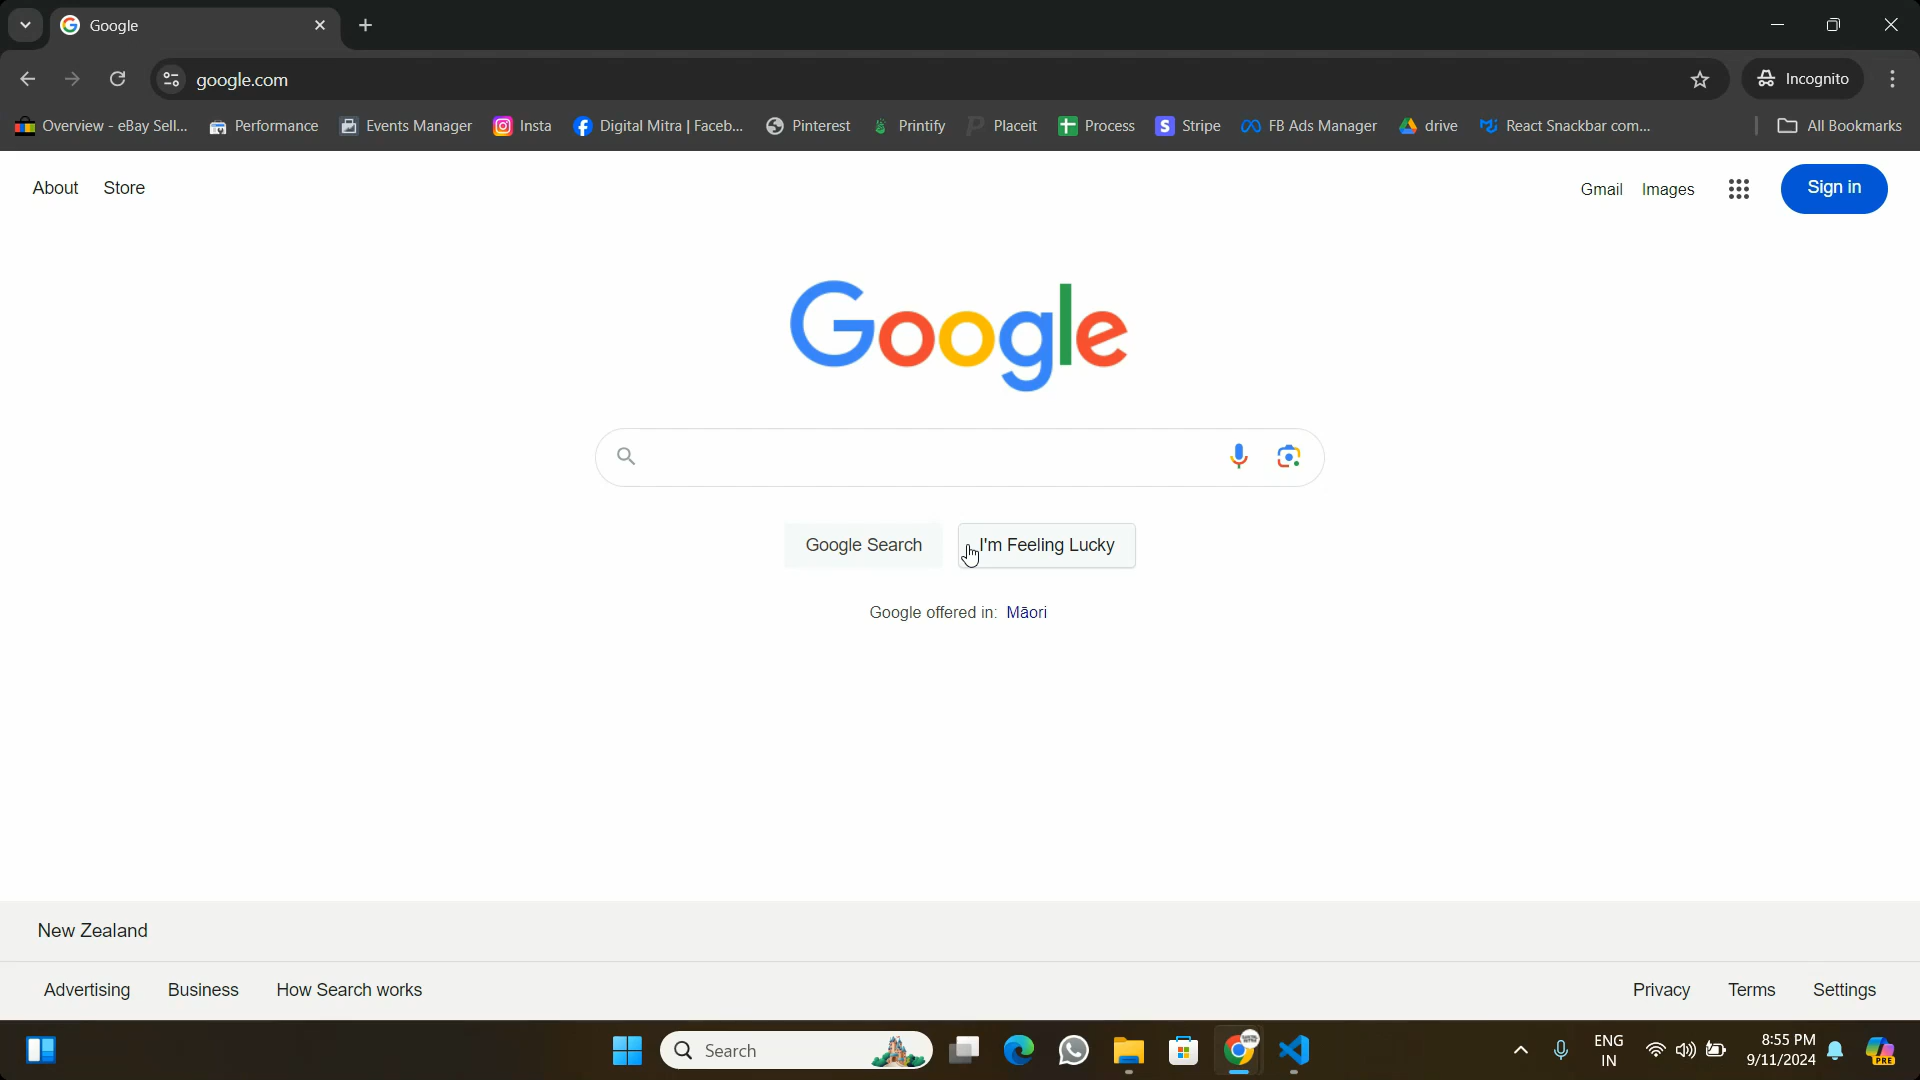 Google
google.com
Incognito
Overview - eBay Sell... Performance Events Manager Insta Digital Mitra | Faceb... Pinterest Printify Placeit Process Stripe FB Ads Manager drive React Snackbar com... All Bookmarks
About Store Gmail Images Sign in
Google
Google Search I'm Feeling Lucky
Google offered in: Māori
New Zealand
Advertising Business How Search works Privacy Terms Settings
Search
ENG
IN
8:55 PM
9/11/2024
PRE